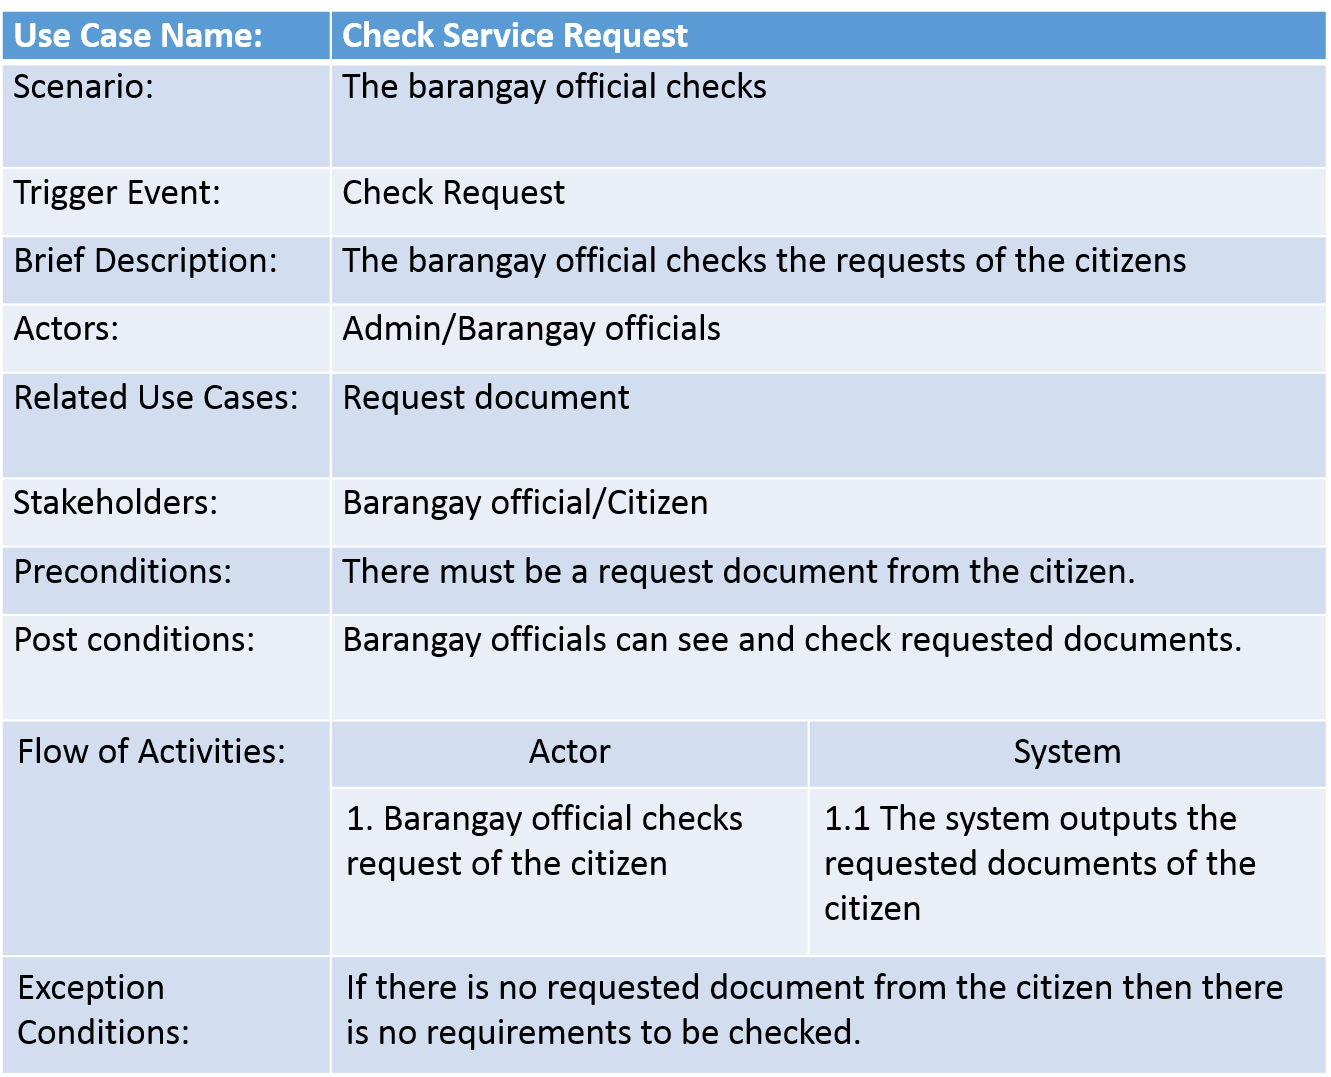 Use Case Name: Check Service Request
Scenario: The barangay official checks
Trigger Event: Check Request
Brief Description: The barangay official checks the requests of the citizens
Actors: Admin/Barangay officials
Related Use Cases: Request document
Stakeholders: Barangay official/Citizen
Preconditions: There must be a request document from the citizen.
Post conditions: Barangay officials can see and check requested documents.
Flow of Activities: Actor System
1. Barangay official checks
request of the citizen
1.1 The system outputs the
requested documents of the
citizen
Exception
Conditions:
If there is no requested document from the citizen then there
is no requirements to be checked.